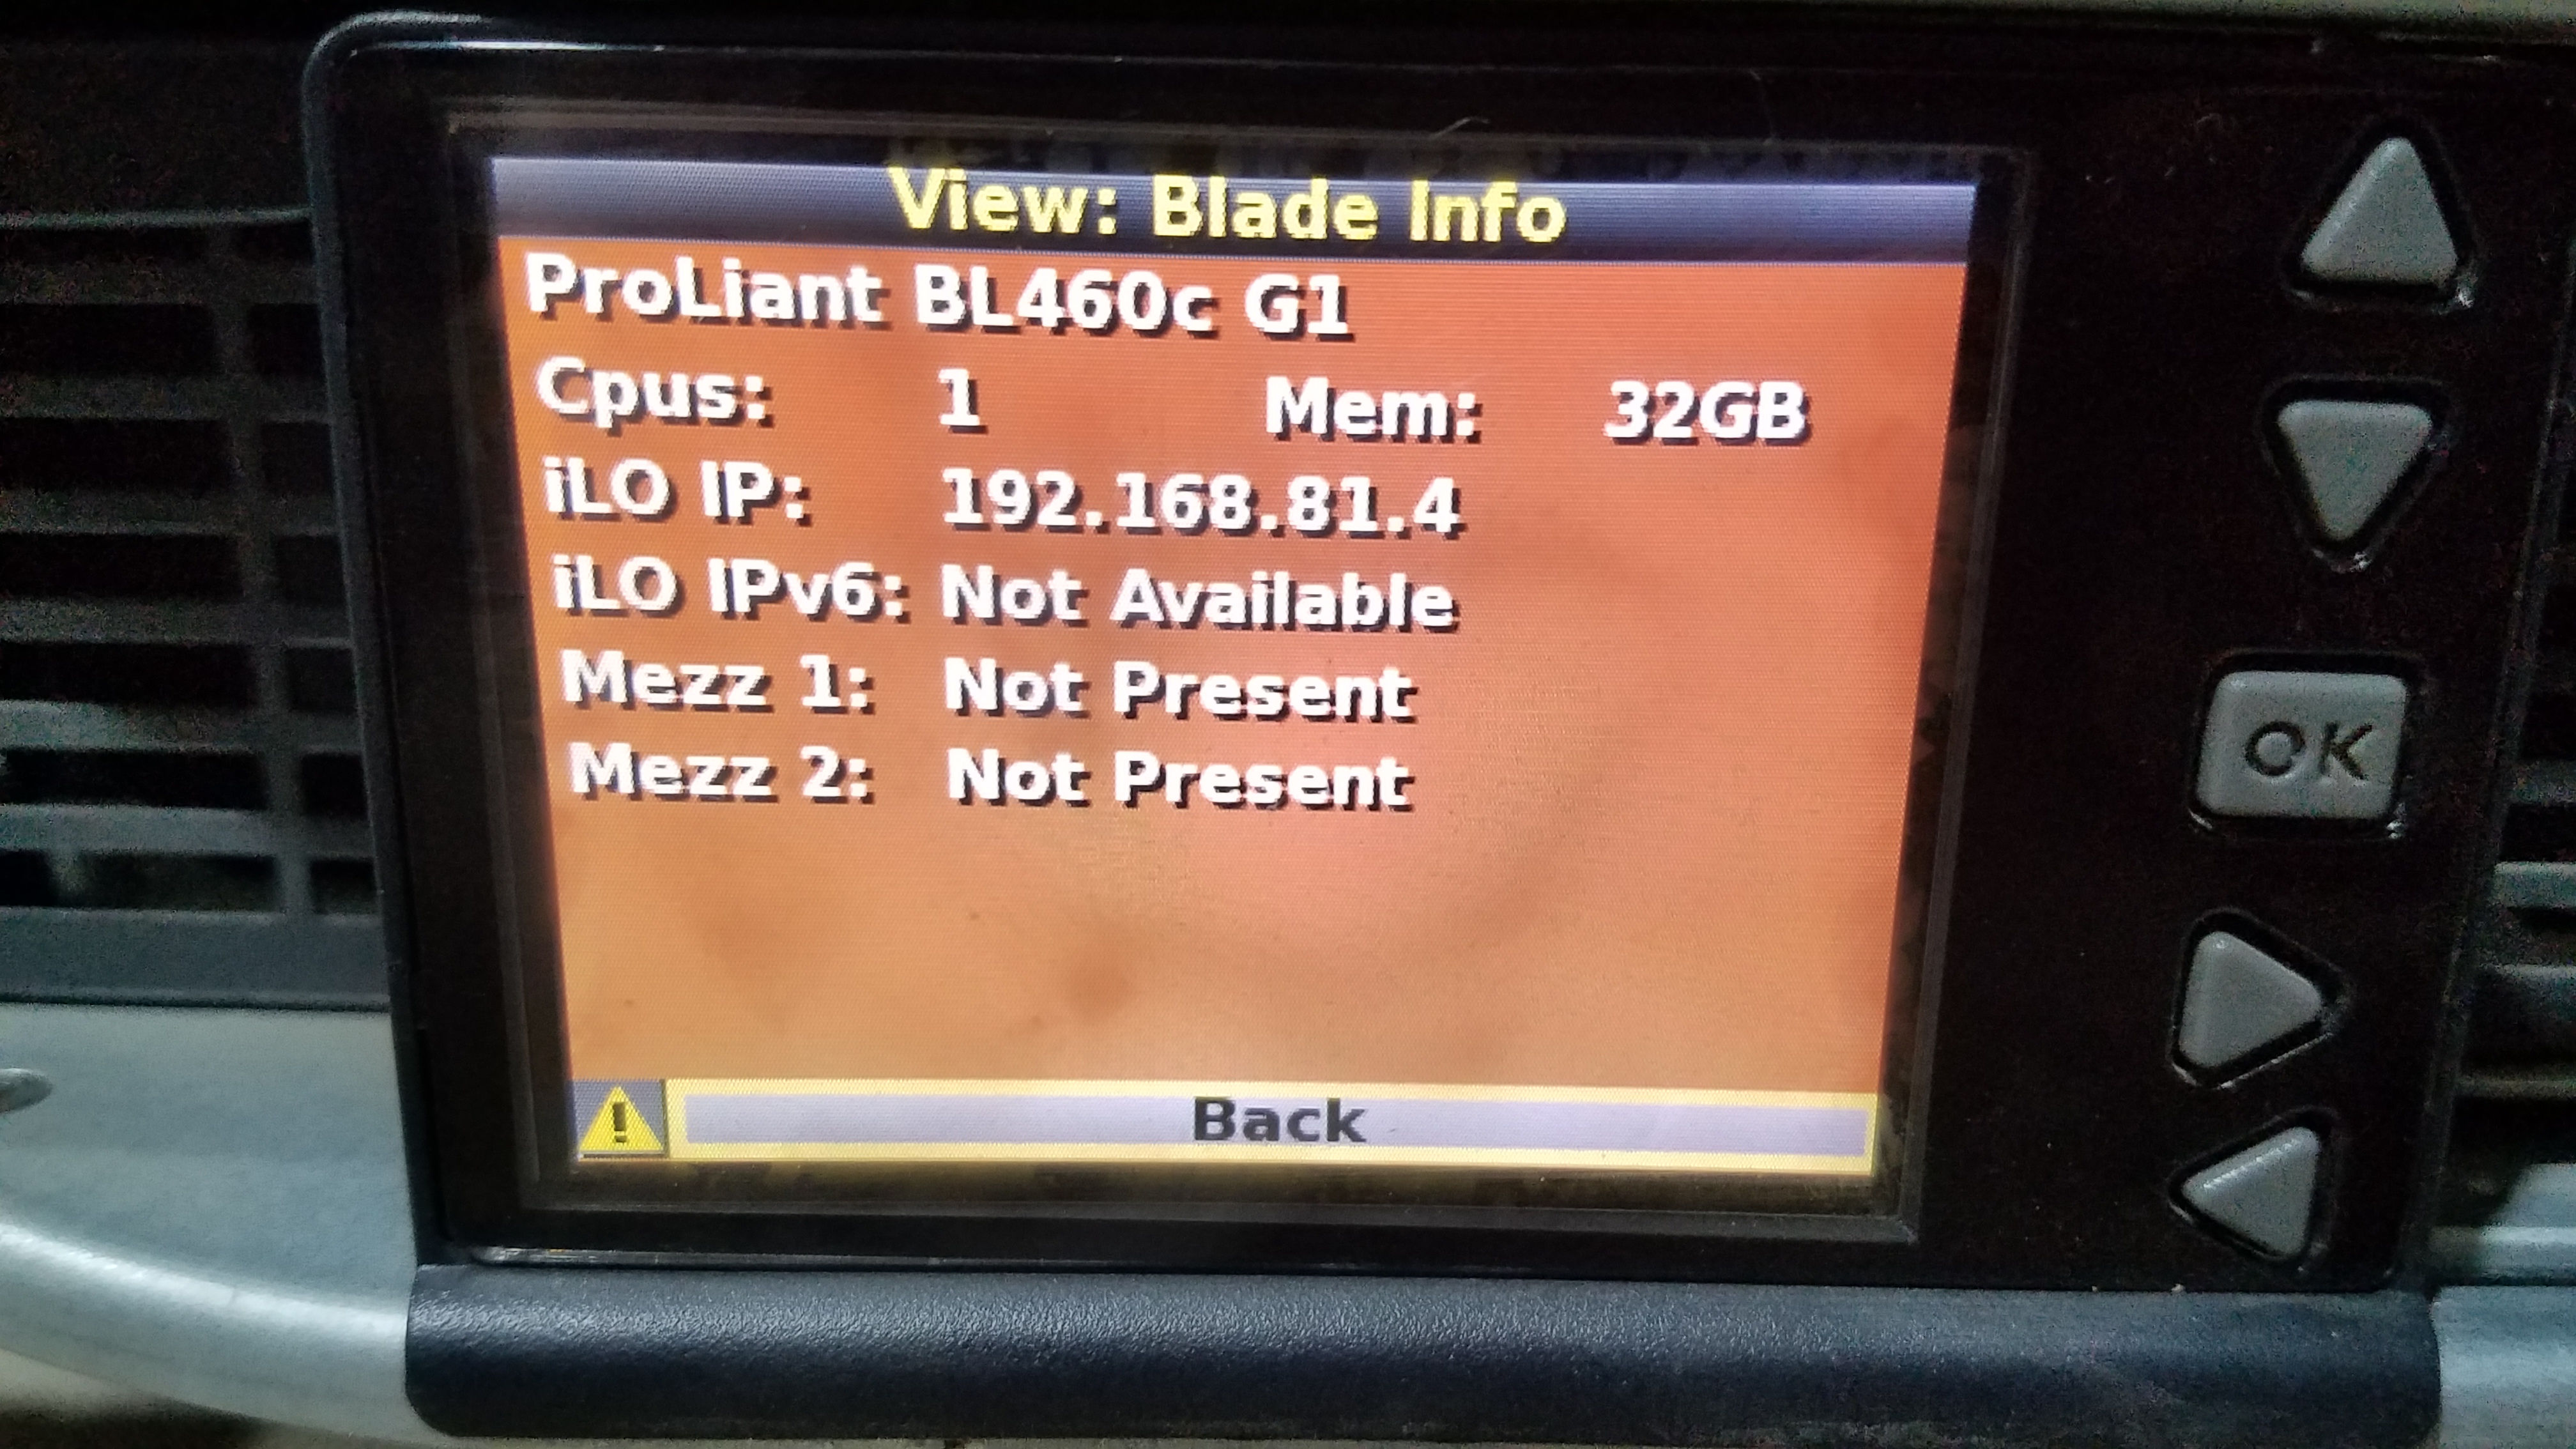 View: Blade Info
ProLiant BL460c G1
Cpus: 1 Mem: 32GB
iLO IP: 192.168.81.4
iLO IPv6: Not Available
Mezz 1: Not Present
Mezz 2: Not Present
Back
OK